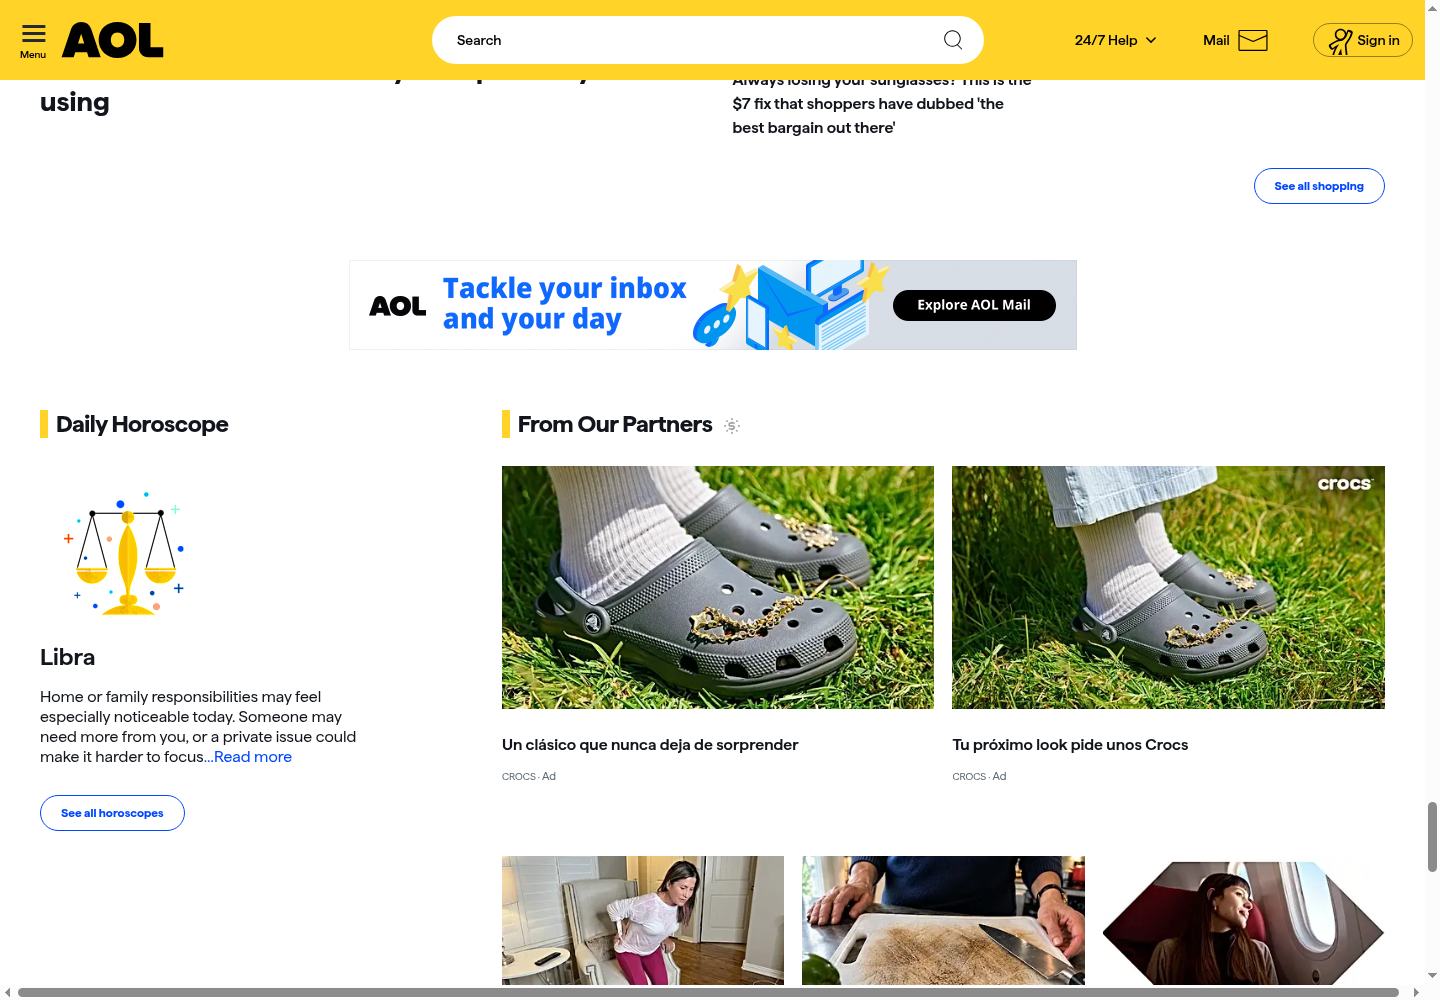 Menu
AOL
Search
24/7 Help
Mail
Sign in
using
Always losing your sunglasses? This is the
$7 fix that shoppers have dubbed 'the
best bargain out there'
See all shopping
AOL
Tackle your inbox
and your day
Explore AOL Mail
Daily Horoscope
Libra
Home or family responsibilities may feel
especially noticeable today. Someone may
need more from you, or a private issue could
make it harder to focus...Read more
See all horoscopes
From Our Partners
crocs™
Un clásico que nunca deja de sorprender
CROCS · Ad
Tu próximo look pide unos Crocs
CROCS · Ad